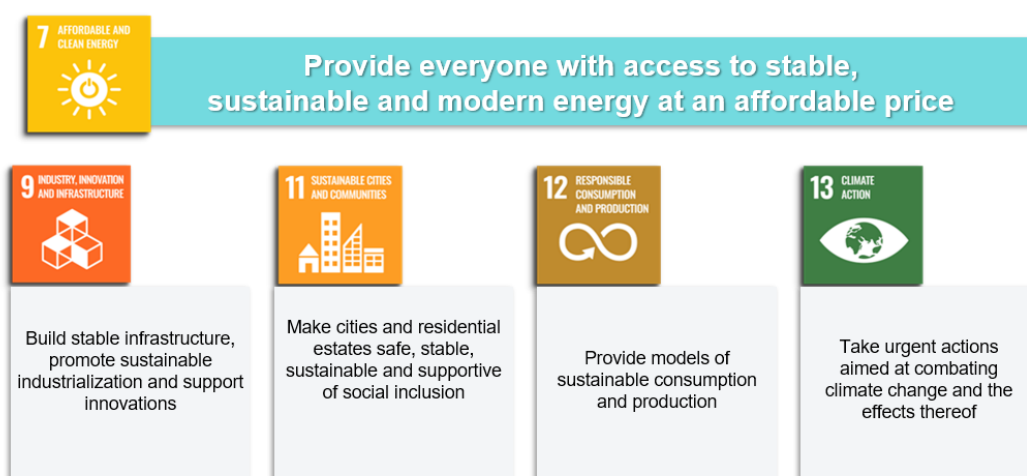 7 AFFORDABLE AND
CLEAN ENERGY
Provide everyone with access to stable,
sustainable and modern energy at an affordable price
9 INDUSTRY, INNOVATION
AND INFRASTRUCTURE
Build stable infrastructure,
promote sustainable
industrialization and support
innovations
11 SUSTAINABLE CITIES
AND COMMUNITIES
Make cities and residential
estates safe, stable,
sustainable and supportive
of social inclusion
12 RESPONSIBLE
CONSUMPTION
AND PRODUCTION
Provide models of
sustainable consumption
and production
13 CLIMATE
ACTION
Take urgent actions
aimed at combating
climate change and the
effects thereof